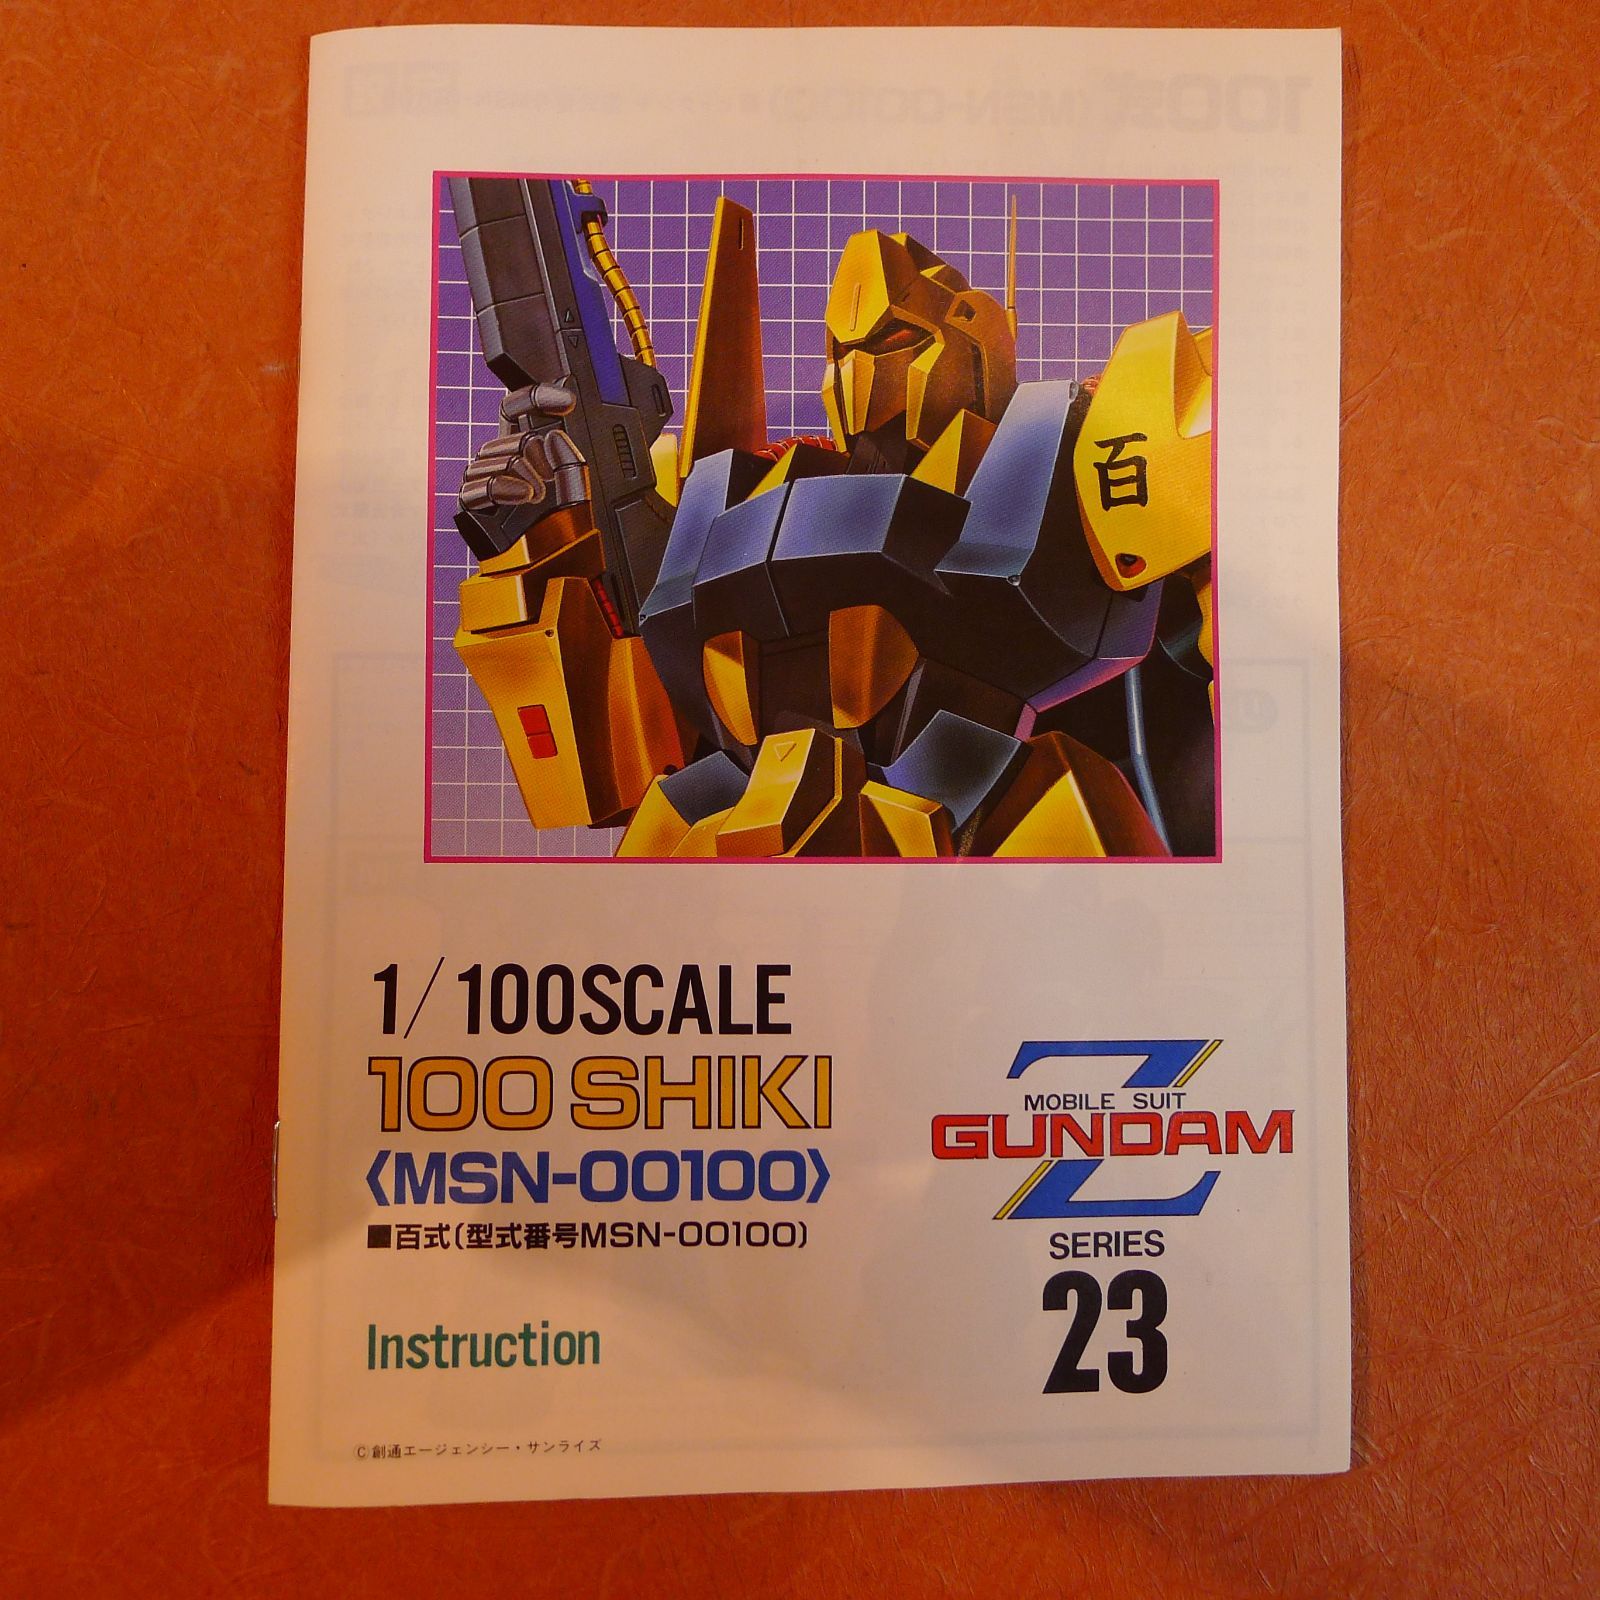 百
1/100SCALE
100 SHIKI
〈MSN-00100〉
■百式〔型式番号MSN-00100〕
Instruction
MOBILE SUIT
GUNDAM
SERIES
23
©創通エージェンシー・サンライズ